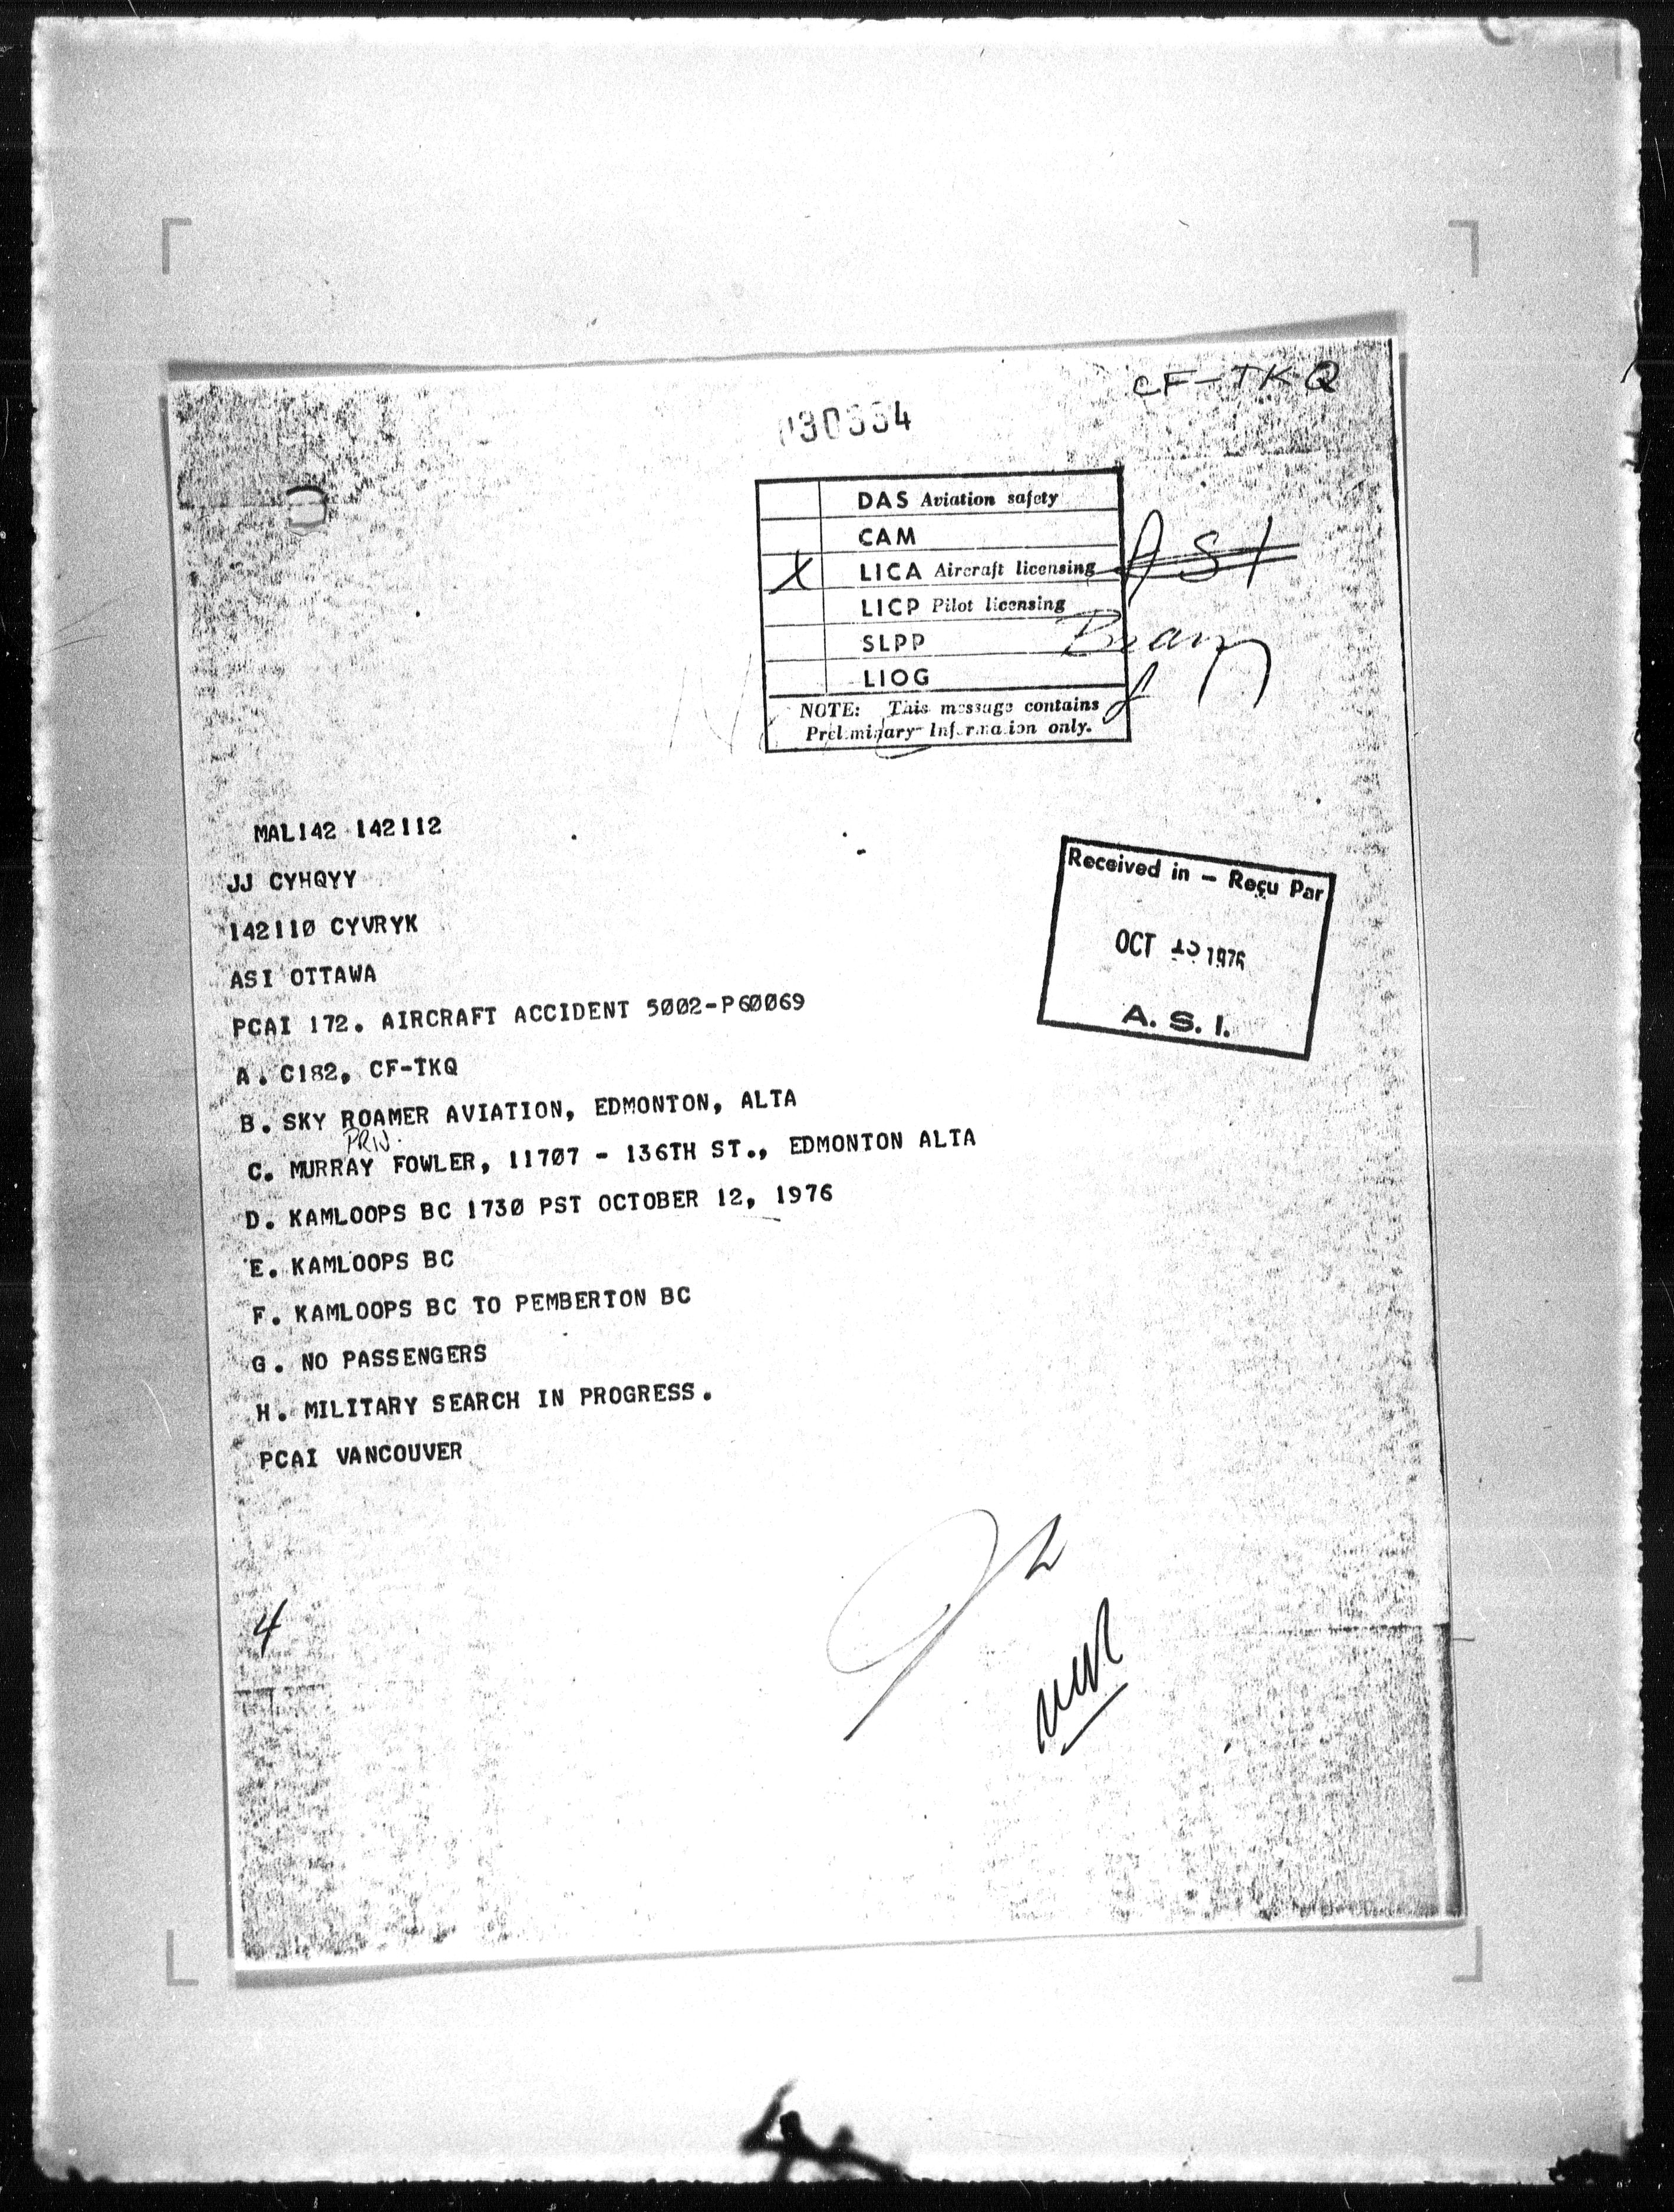 CF-TKQ
DAS Aviation safety
CAM
X LICA Aircraft licensing
LICP Pilot licensing
SLPP
LIOG
NOTE: This message contains
Preliminary Information only.
MAL142 142112
JJ CYHQYY
142110 CYVRYK
ASI OTTAWA
PCAI 172. AIRCRAFT ACCIDENT 5002-P60069
A. C182, CF-TKQ
B. SKY ROAMER AVIATION, EDMONTON, ALTA
PRIV.
C. MURRAY FOWLER, 11707 - 136TH ST., EDMONTON ALTA
D. KAMLOOPS BC 1730 PST OCTOBER 12, 1976
E. KAMLOOPS BC
F. KAMLOOPS BC TO PEMBERTON BC
G. NO PASSENGERS
H. MILITARY SEARCH IN PROGRESS.
PCAI VANCOUVER
Received in - Reçu Par
OCT 1976
A. S. I.
4